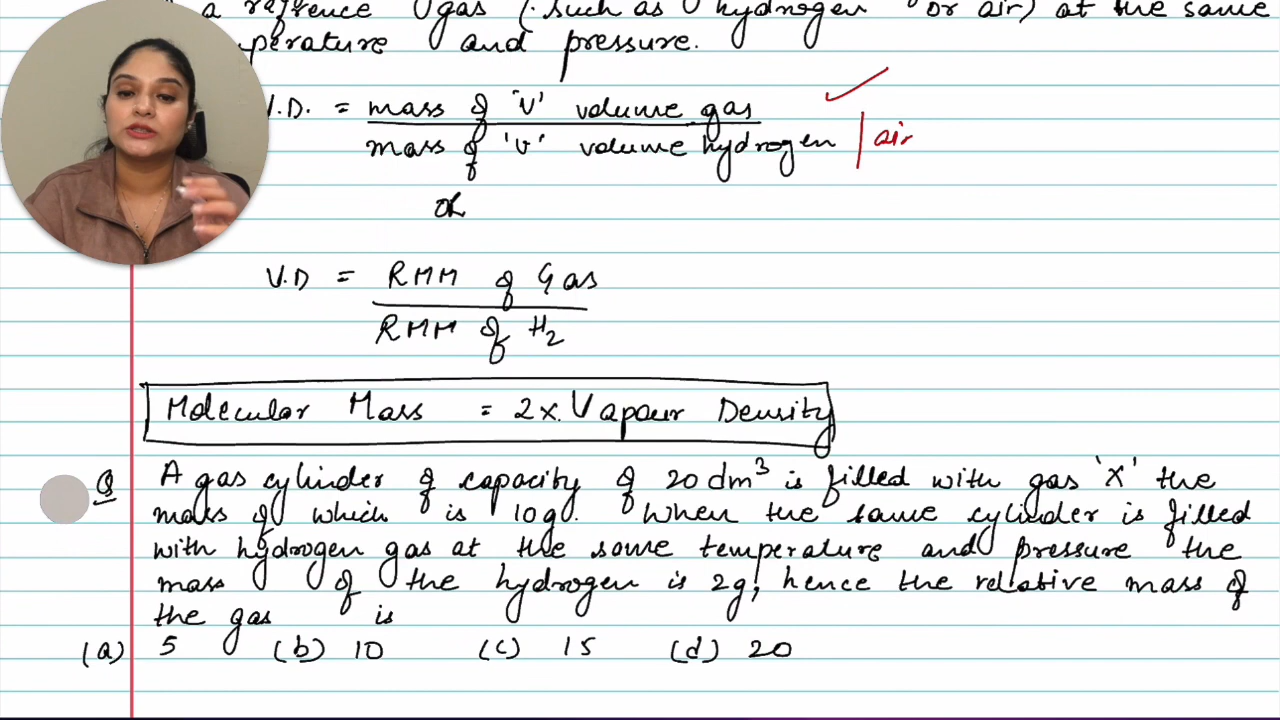 a reffence gas (such as hydrogen or air) at the same
perature and pressure.
V.D. = mass of 'V' volume gas
mass of 'v' volume hydrogen | air
or
V.D = RMM of Gas
RMM of H2
Molecular Mass = 2x. Vapour Density
Q A gas cylinder of capacity of 20 dm³ is filled with gas 'X' the
mass of which is 10g. When the same cylinder is filled
with hydrogen gas at the same temperature and pressure the
mass of the hydrogen is 2g, hence the relative mass of
the gas is
(a) 5 (b) 10 (c) 15 (d) 20